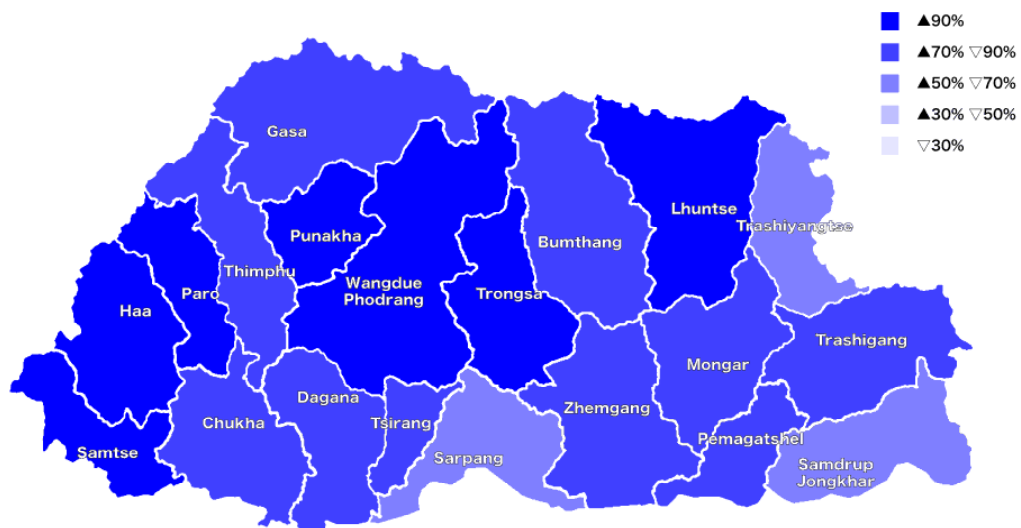 ▲90%
▲70% ▽90%
▲50% ▽70%
▲30% ▽50%
▽30%
Gasa
Punakha
Thimphu
Paro
Haa
Samtse
Chukha
Dagana
Tsirang
Wangdue
Phodrang
Trongsa
Bumthang
Lhuntse
Trashiyangtse
Trashigang
Mongar
Zhemgang
Sarpang
Pemagatshel
Samdrup
Jongkhar